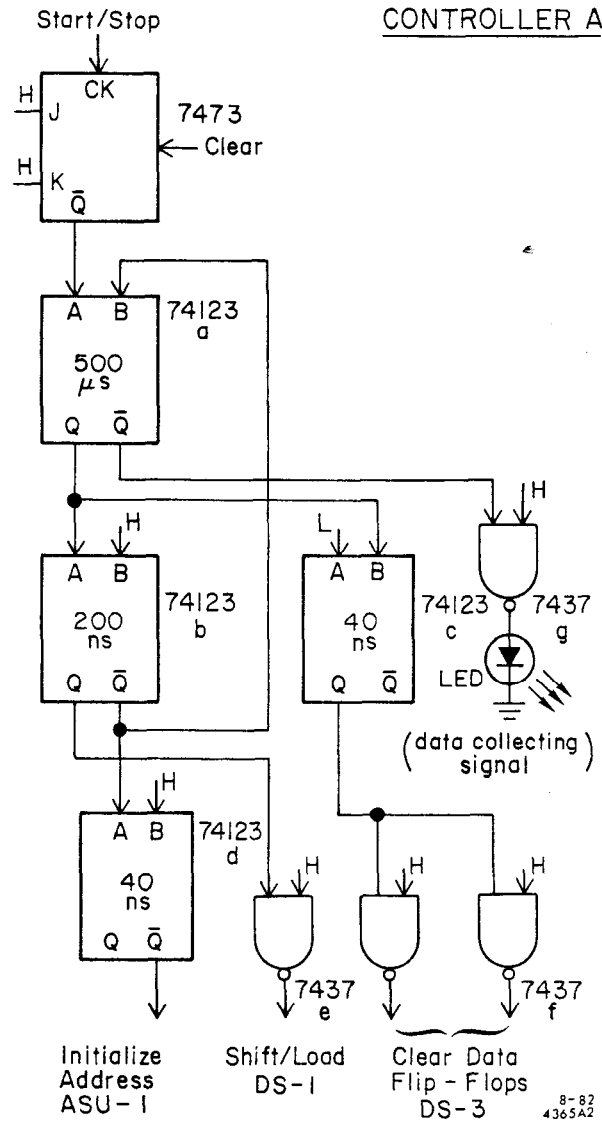 CONTROLLER A
Start/Stop
CK
H
J
7473
Clear
H
K
Q̅
A B
74123
a
500
μs
Q Q̅
H
H
L
A B
A B
74123
b
200
ns
40
ns
74123
c
7437
g
Q Q̅
Q Q̅
LED
(data collecting
signal)
H
A B
74123
d
40
ns
H
H
H
Q Q̅
7437
e
7437
f
Initialize
Address
ASU-1
Shift/Load
DS-1
Clear Data
Flip-Flops
DS-3
8-82
4365A2